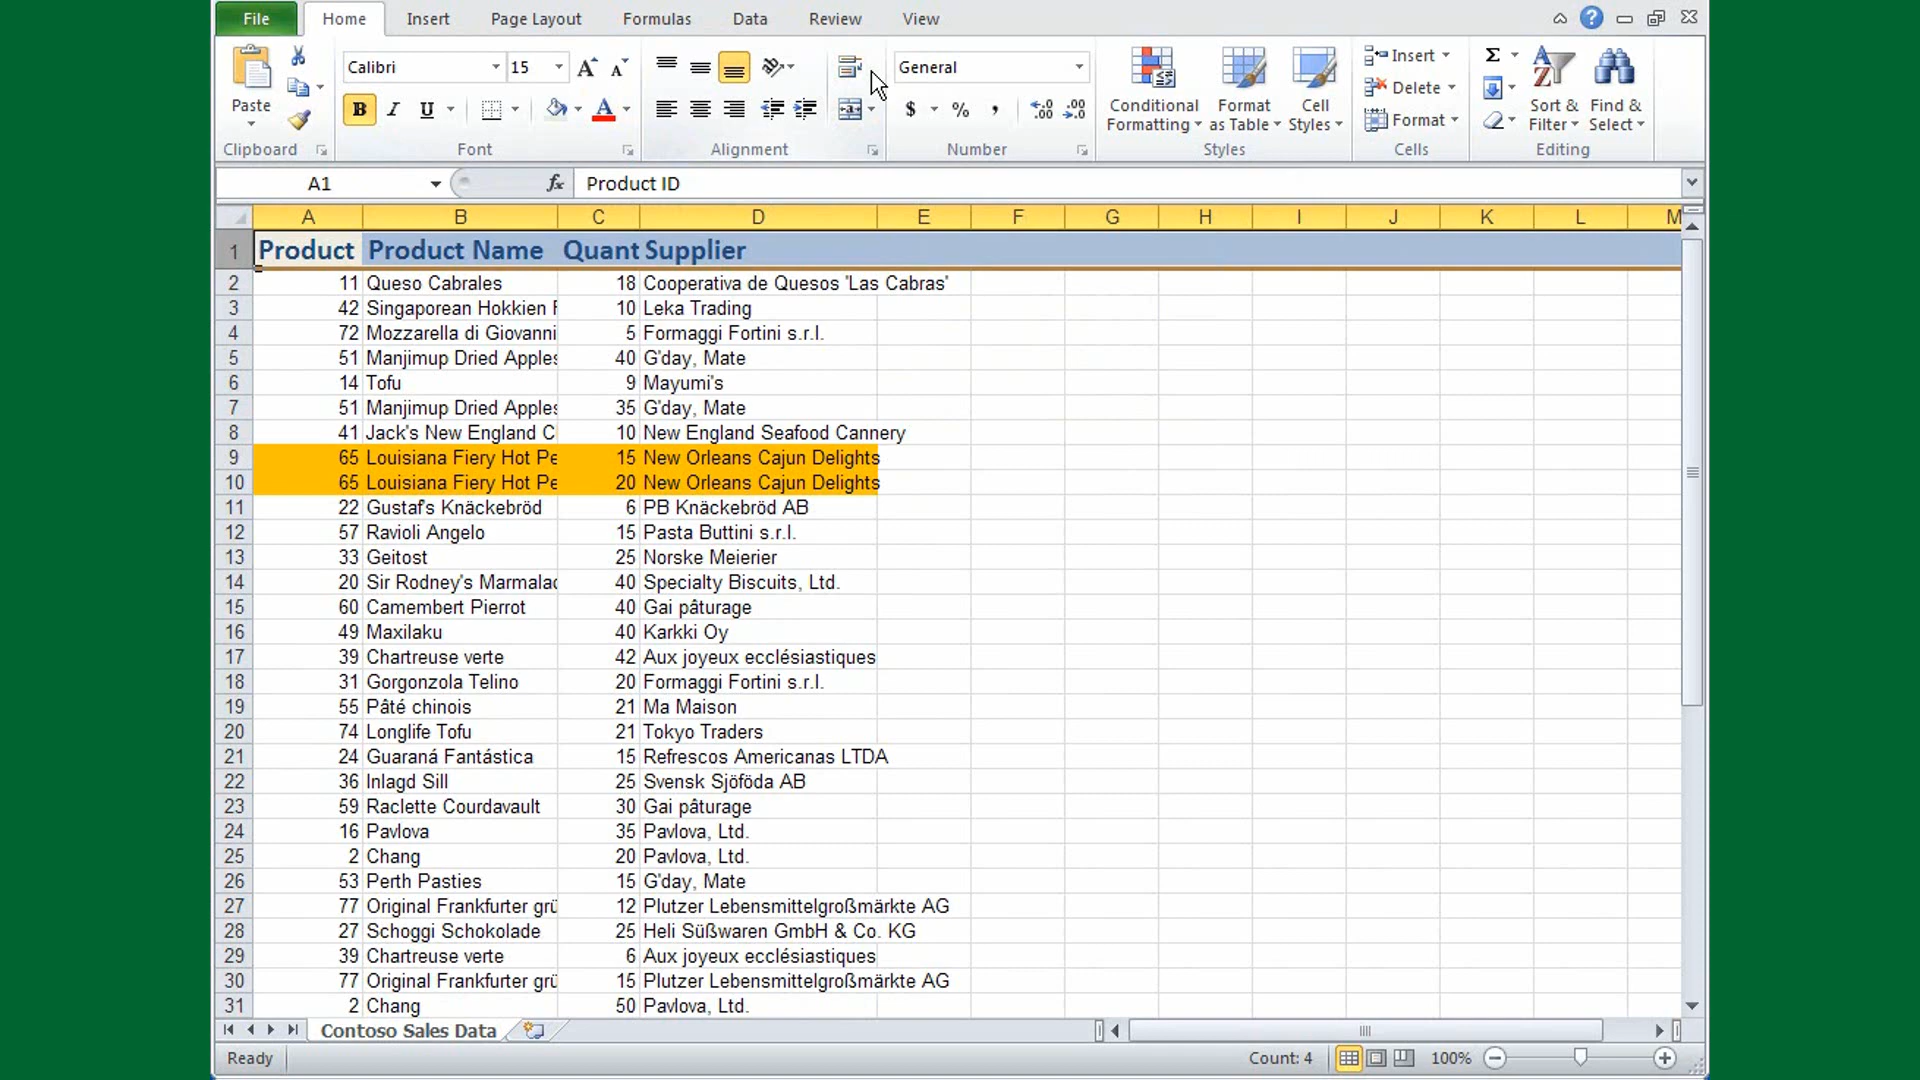 File Home Insert Page Layout Formulas Data Review View
Calibri 15 General
Paste Conditional Formatting Format as Table Cell Styles Insert Delete Format Sort & Filter Find & Select
B I U A $ % ,
Clipboard Font Alignment Number Styles Cells Editing
A1 fx Product ID
A B C D E F G H I J K L M
1 Product Product Name Quant Supplier
2 11 Queso Cabrales 18 Cooperativa de Quesos 'Las Cabras'
3 42 Singaporean Hokkien 10 Leka Trading
4 72 Mozzarella di Giovanni 5 Formaggi Fortini s.r.l.
5 51 Manjimup Dried Apples 40 G'day, Mate
6 14 Tofu 9 Mayumi's
7 51 Manjimup Dried Apples 35 G'day, Mate
8 41 Jack's New England C 10 New England Seafood Cannery
9 65 Louisiana Fiery Hot Pe 15 New Orleans Cajun Delights
10 65 Louisiana Fiery Hot Pe 20 New Orleans Cajun Delights
11 22 Gustaf's Knäckebröd 6 PB Knäckebröd AB
12 57 Ravioli Angelo 15 Pasta Buttini s.r.l.
13 33 Geitost 25 Norske Meierier
14 20 Sir Rodney's Marmalad 40 Specialty Biscuits, Ltd.
15 60 Camembert Pierrot 40 Gai pâturage
16 49 Maxilaku 40 Karkki Oy
17 39 Chartreuse verte 42 Aux joyeux ecclésiastiques
18 31 Gorgonzola Telino 20 Formaggi Fortini s.r.l.
19 55 Pâté chinois 21 Ma Maison
20 74 Longlife Tofu 21 Tokyo Traders
21 24 Guaraná Fantástica 15 Refrescos Americanas LTDA
22 36 Inlagd Sill 25 Svensk Sjöföda AB
23 59 Raclette Courdavault 30 Gai pâturage
24 16 Pavlova 35 Pavlova, Ltd.
25 2 Chang 20 Pavlova, Ltd.
26 53 Perth Pasties 15 G'day, Mate
27 77 Original Frankfurter grü 12 Plutzer Lebensmittelgroßmärkte AG
28 27 Schoggi Schokolade 25 Heli Süßwaren GmbH & Co. KG
29 39 Chartreuse verte 6 Aux joyeux ecclésiastiques
30 77 Original Frankfurter grü 15 Plutzer Lebensmittelgroßmärkte AG
31 2 Chang 50 Pavlova, Ltd.
Contoso Sales Data
Ready Count: 4 100%